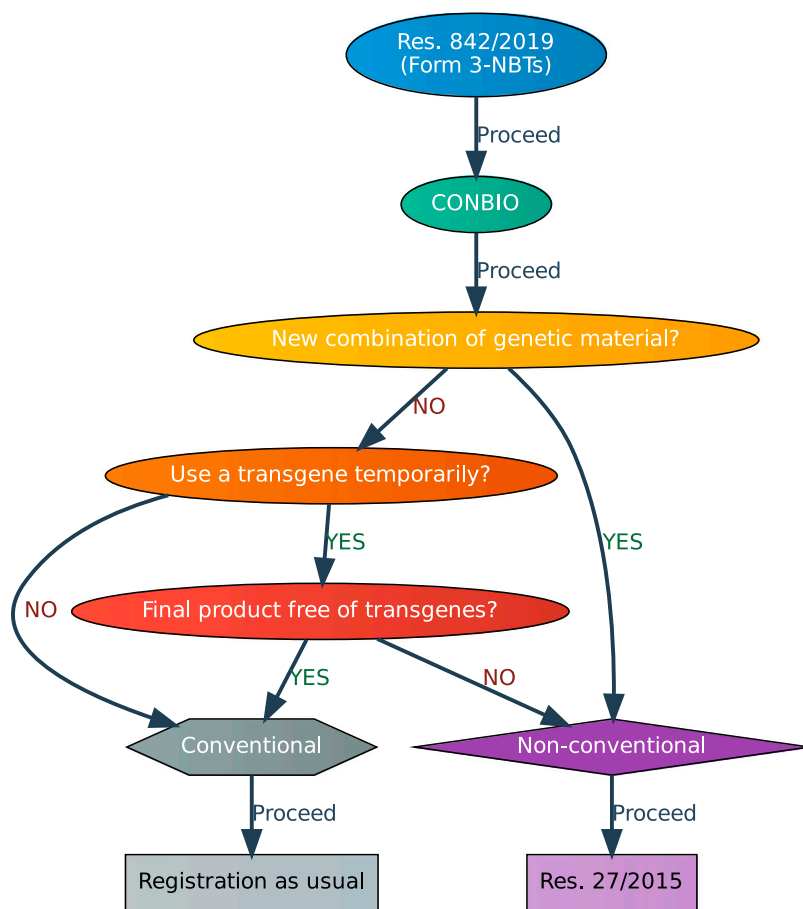 Res. 842/2019
(Form 3-NBTs)
Proceed
CONBIO
Proceed
New combination of genetic material?
NO
Use a transgene temporarily?
YES
YES
Final product free of transgenes?
NO
YES
NO
Conventional
Non-conventional
Proceed
Proceed
Registration as usual
Res. 27/2015